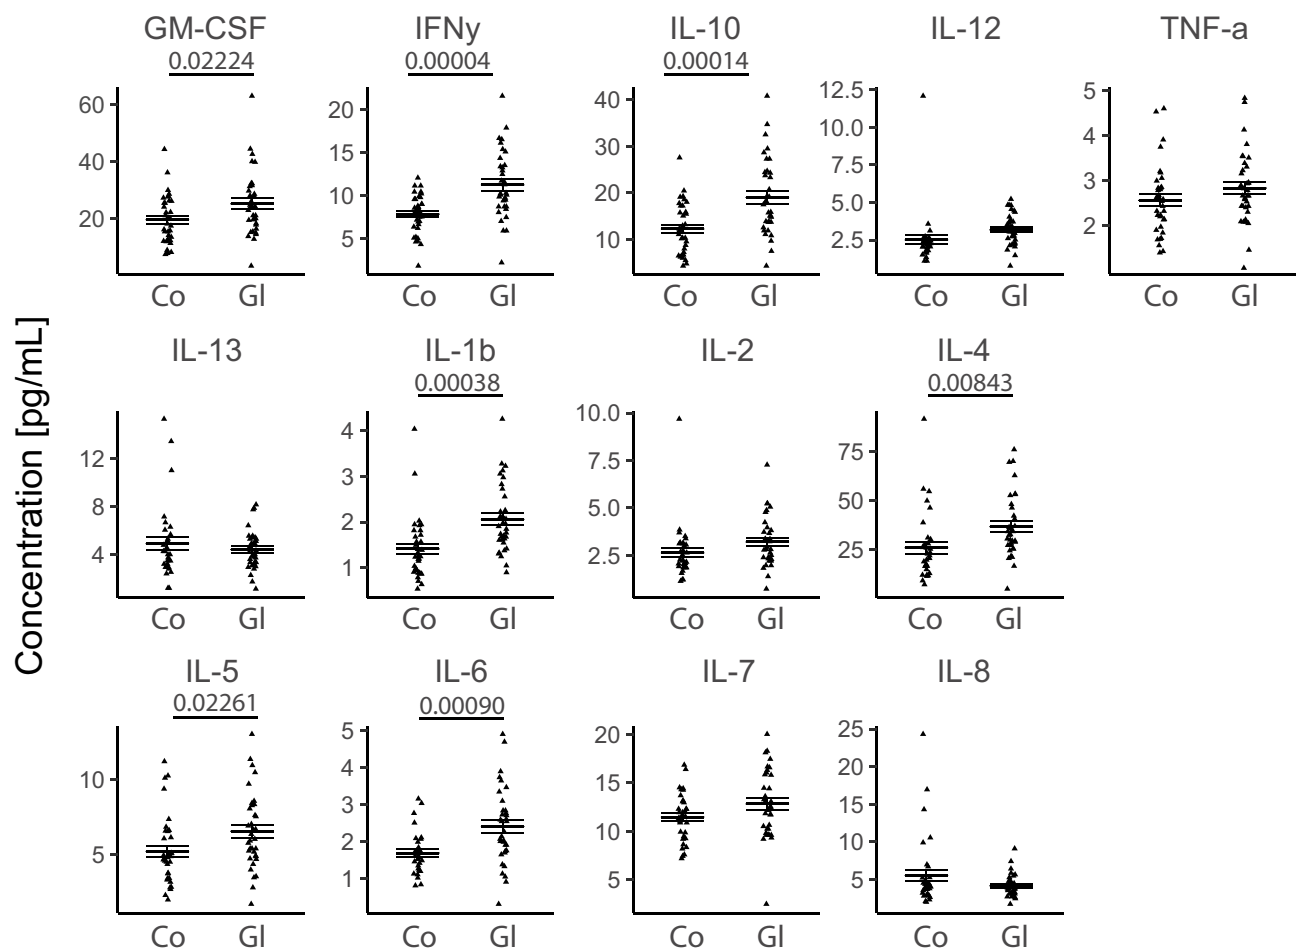 GM-CSF IFNy IL-10 IL-12 TNF-a
0.02224 0.00004 0.00014
60 40 20
20 15 10 5
40 30 20 10
12.5 10.0 7.5 5.0 2.5
5 4 3 2
Co Gl Co Gl Co Gl Co Gl Co Gl
Concentration [pg/mL]
IL-13 IL-1b IL-2 IL-4
0.00038 0.00843
12 8 4
4 3 2 1
10.0 7.5 5.0 2.5
75 50 25
Co Gl Co Gl Co Gl Co Gl
IL-5 IL-6 IL-7 IL-8
0.02261 0.00090
10 5
5 4 3 2 1
20 15 10 5
25 20 15 10 5
Co Gl Co Gl Co Gl Co Gl